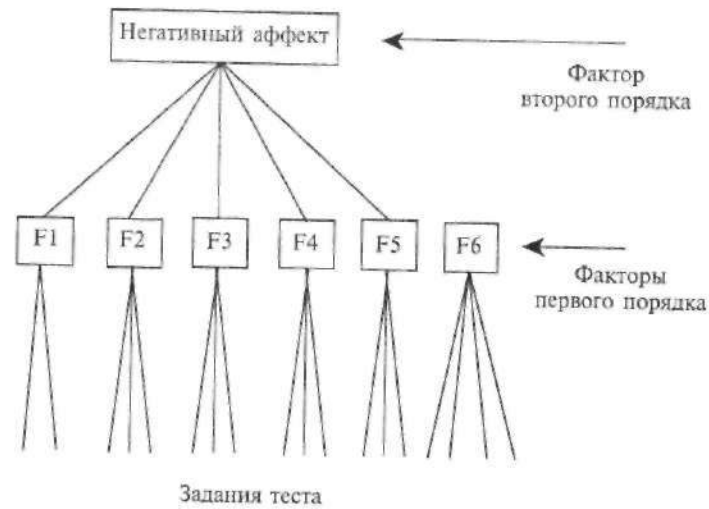 Негативный аффект
Фактор
второго порядка
F1 F2 F3 F4 F5 F6
Факторы
первого порядка
Задания теста